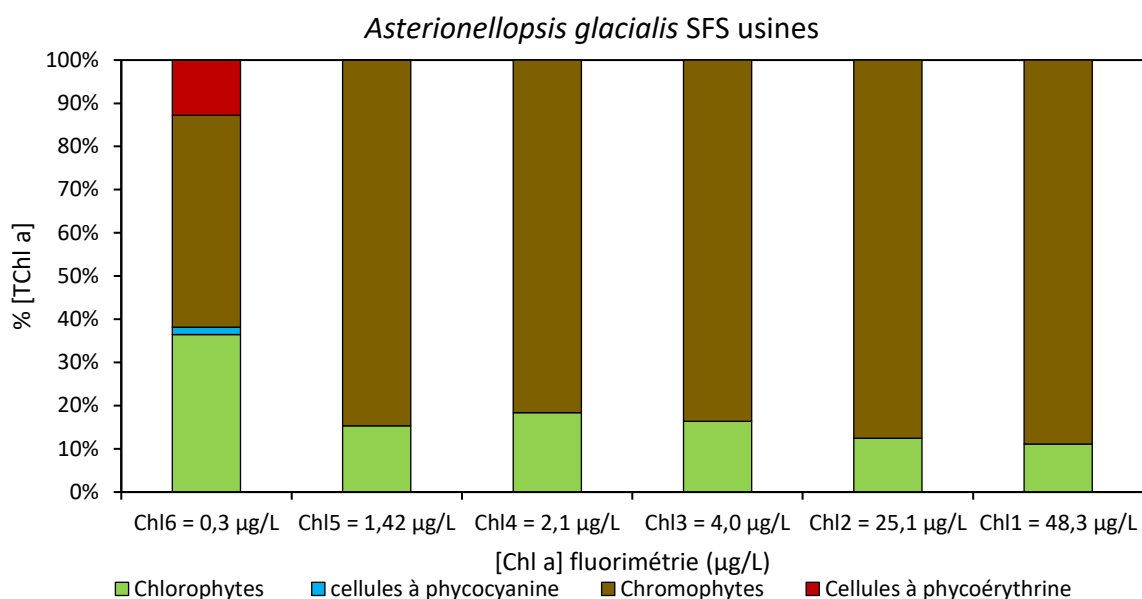 Asterionellopsis glacialis SFS usines
100%
90%
80%
70%
60%
50%
40%
30%
20%
10%
0%
% [TChl a]
Chl6 = 0,3 µg/L Chl5 = 1,42 µg/L Chl4 = 2,1 µg/L Chl3 = 4,0 µg/L Chl2 = 25,1 µg/L Chl1 = 48,3 µg/L
[Chl a] fluorimétrie (µg/L)
Chlorophytes cellules à phycocyanine Chromophytes Cellules à phycoérythrine